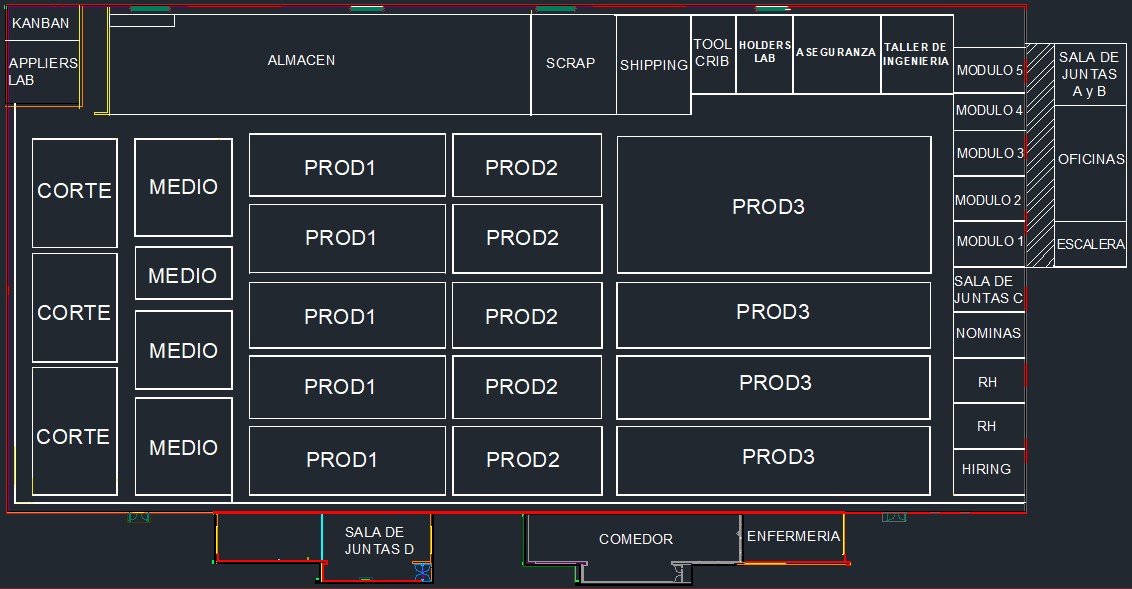 KANBAN
APPLIERS
LAB
ALMACEN
SCRAP
SHIPPING
TOOL
CRIB
HOLDERS
LAB
ASEGURANZA
TALLER DE
INGENIERIA
MODULO 5
MODULO 4
MODULO 3
MODULO 2
MODULO 1
SALA DE
JUNTAS
A y B
OFICINAS
ESCALERA
CORTE
CORTE
CORTE
MEDIO
MEDIO
MEDIO
MEDIO
PROD1
PROD1
PROD1
PROD1
PROD1
PROD2
PROD2
PROD2
PROD2
PROD2
PROD3
PROD3
PROD3
PROD3
SALA DE
JUNTAS C
NOMINAS
RH
RH
HIRING
SALA DE
JUNTAS D
COMEDOR
ENFERMERIA